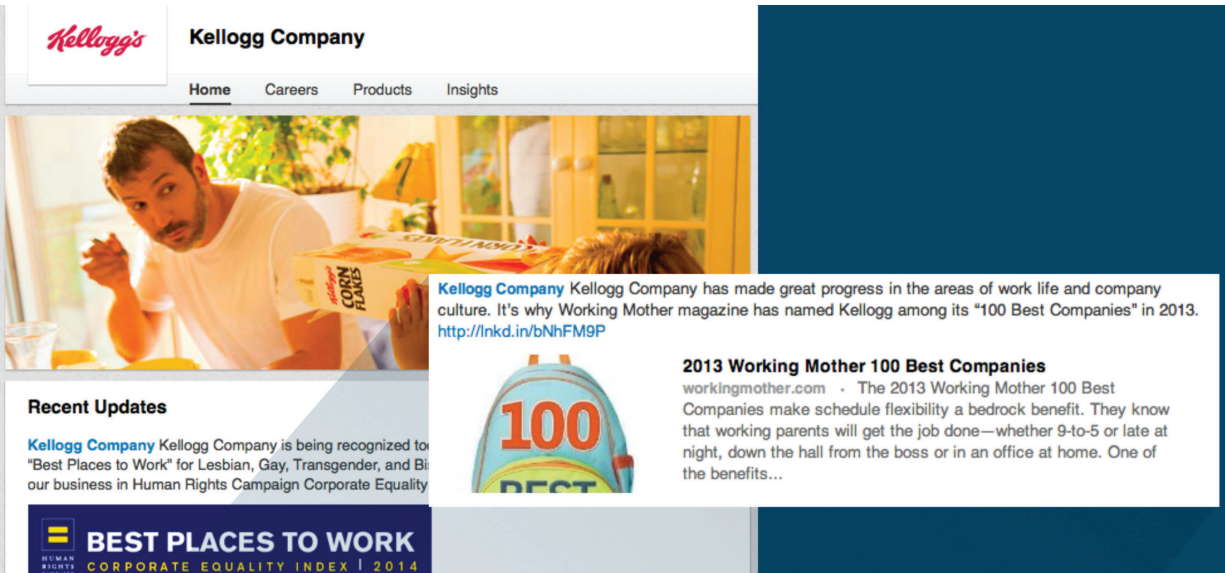 Kellogg's
Kellogg Company
Home Careers Products Insights
CORN FLAKES
Kellogg's
CORN
FLAKES
Kellogg Company Kellogg Company has made great progress in the areas of work life and company
culture. It's why Working Mother magazine has named Kellogg among its “100 Best Companies” in 2013.
http://lnkd.in/bNhFM9P
2013 Working Mother 100 Best Companies
workingmother.com · The 2013 Working Mother 100 Best
Companies make schedule flexibility a bedrock benefit. They know
that working parents will get the job done—whether 9-to-5 or late at
night, down the hall from the boss or in an office at home. One of
the benefits...
100
BEST
Recent Updates
Kellogg Company Kellogg Company is being recognized
“Best Places to Work” for Lesbian, Gay, Transgender, and
our business in Human Rights Campaign Corporate Equality
HUMAN
RIGHTS
BEST PLACES TO WORK
CORPORATE EQUALITY INDEX | 2014